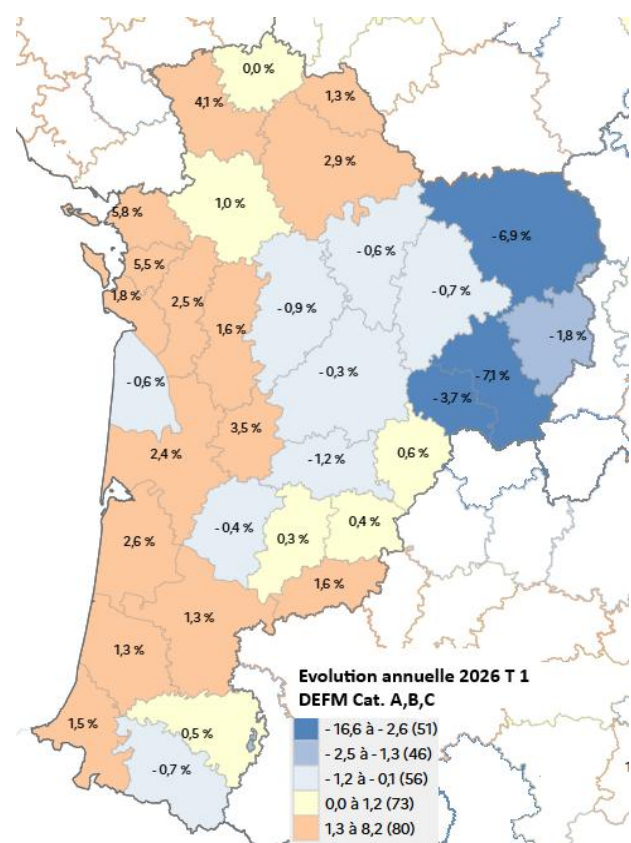 0,0 %
4,1 %
1,3 %
2,9 %
1,0 %
5,8 %
- 6,9 %
- 0,6 %
5,5 %
- 0,7 %
1,8 %
2,5 %
- 0,9 %
1,6 %
- 1,8 %
- 0,3 %
- 7,1 %
- 0,6 %
- 3,7 %
3,5 %
2,4 %
- 1,2 %
0,6 %
- 0,4 %
0,4 %
2,6 %
0,3 %
1,6 %
1,3 %
1,3 %
1,5 %
0,5 %
- 0,7 %
Evolution annuelle 2026 T 1
DEFM Cat. A,B,C
- 16,6 à - 2,6 (51)
- 2,5 à - 1,3 (46)
- 1,2 à - 0,1 (56)
0,0 à 1,2 (73)
1,3 à 8,2 (80)